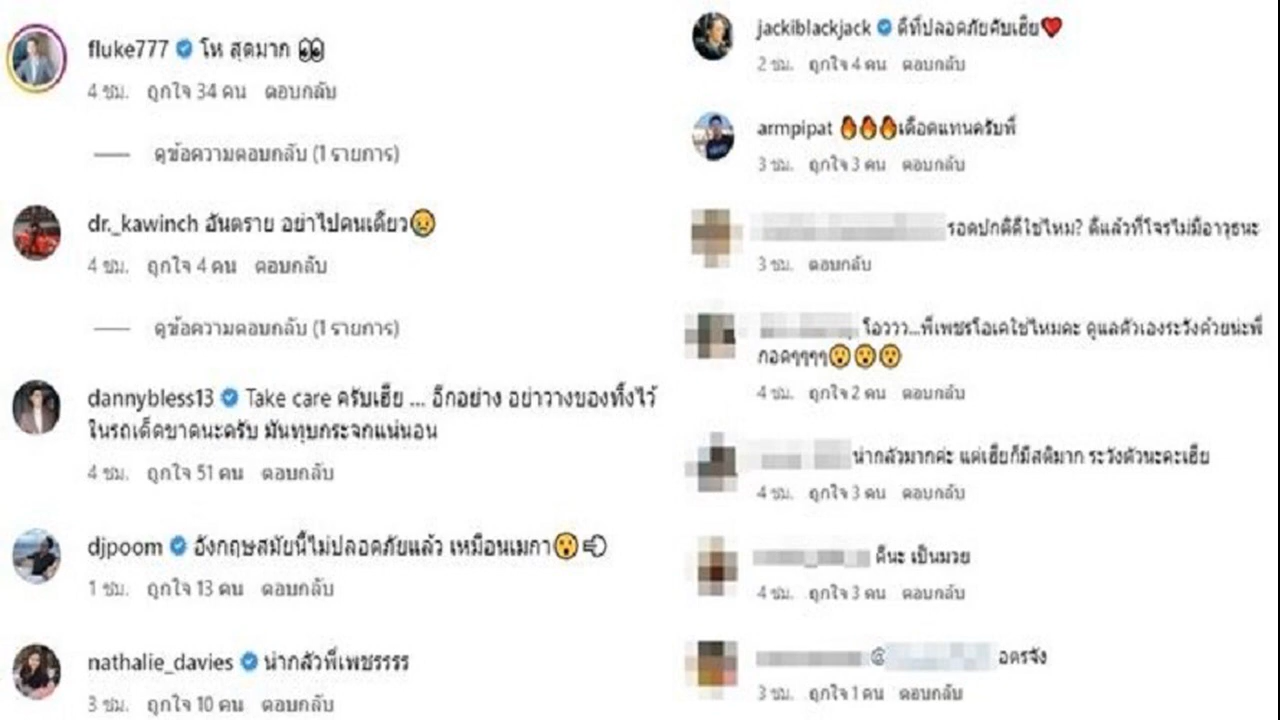 fluke777 โห สุดมาก 👀
4 ชม. ถูกใจ 34 คน ตอบกลับ
ดูข้อความตอบกลับ (1 รายการ)
dr._kawinch อันตราย อย่าไปคนเดียว😢
4 ชม. ถูกใจ 4 คน ตอบกลับ
ดูข้อความตอบกลับ (1 รายการ)
dannybless13 Take care ครับเฮีย ... อีกอย่าง อย่าวางของทิ้งไว้
ในรถเด็ดขาดนะครับ มันทุบกระจกแน่นอน
4 ชม. ถูกใจ 51 คน ตอบกลับ
djpoom อังกฤษสมัยนี้ไม่ปลอดภัยแล้ว เหมือนเมกา😮💨
1 ชม. ถูกใจ 13 คน ตอบกลับ
nathalie_davies น่ากลัวพี่เพชรรรร
3 ชม. ถูกใจ 10 คน ตอบกลับ
jackiblackjack ดีที่ปลอดภัยคับเฮีย♥️
2 ชม. ถูกใจ 4 คน ตอบกลับ
armpipat 🔥🔥🔥เดือดแทนครับพี่
3 ชม. ถูกใจ 3 คน ตอบกลับ
รอดปกติดีใช่ไหม? ดีแล้วที่โจรไม่มีอาวุธนะ
3 ชม. ตอบกลับ
โอววว...พี่เพชรโอเคใช่ไหมคะ ดูแลตัวเองระวังด้วยน่ะพี่
กอดๆๆๆๆ😮😮😮
4 ชม. ถูกใจ 2 คน ตอบกลับ
น่ากลัวมากค่ะ แต่เฮียก็มีสติมาก ระวังตัวนะคะเฮีย
4 ชม. ถูกใจ 3 คน ตอบกลับ
ดีนะ เป็นมวย
4 ชม. ถูกใจ 3 คน ตอบกลับ
@ อตรจัง
3 ชม. ถูกใจ 1 คน ตอบกลับ